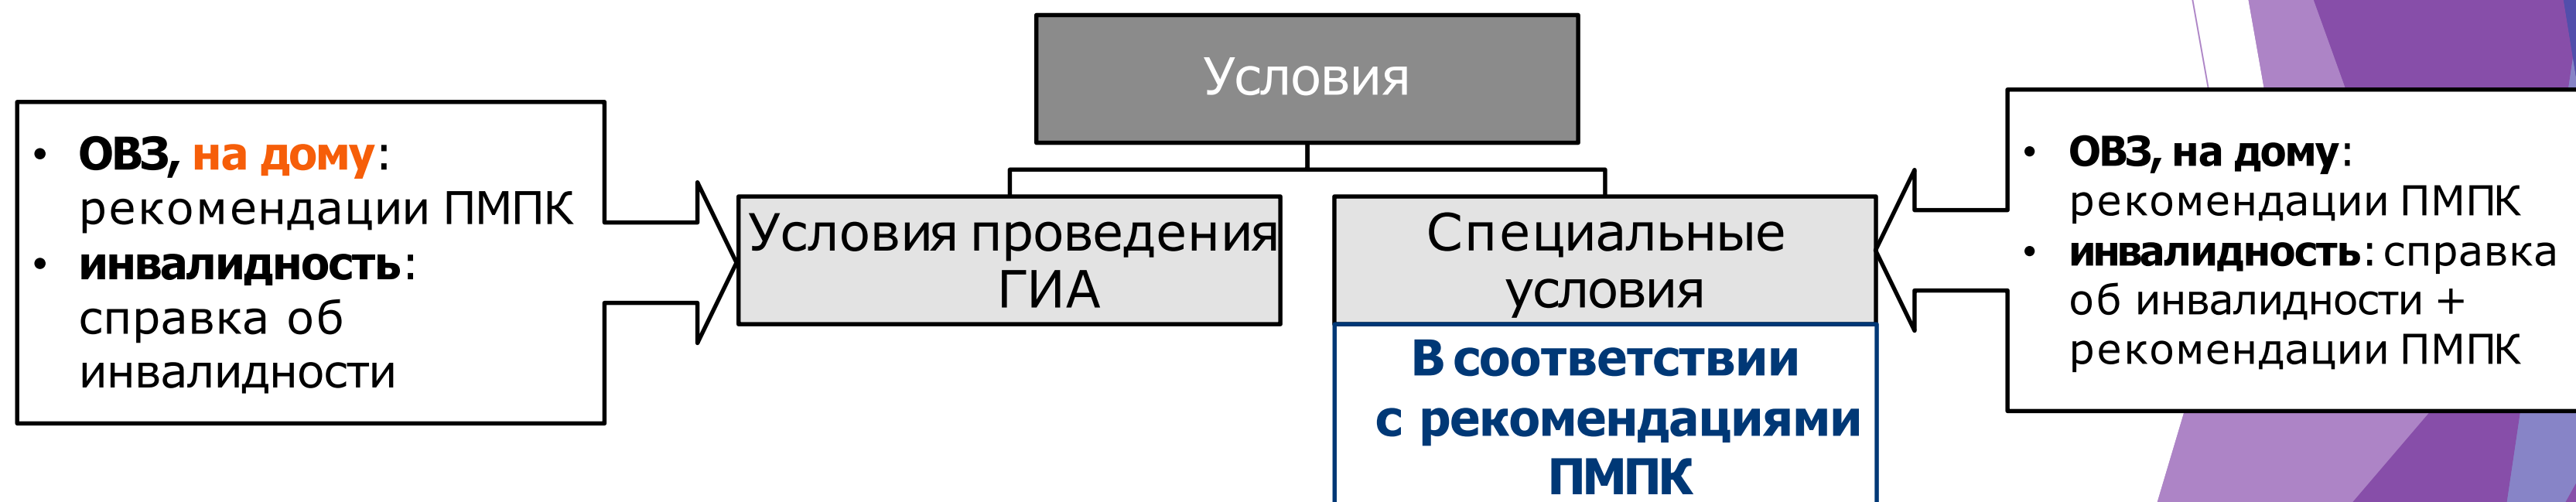 Условия
• ОВЗ, на дому:
рекомендации ПМПК
• инвалидность:
справка об
инвалидности
Условия проведения
ГИА
Специальные
условия
В соответствии
с рекомендациями
ПМПК
• ОВЗ, на дому:
рекомендации ПМПК
• инвалидность: справка
об инвалидности +
рекомендации ПМПК